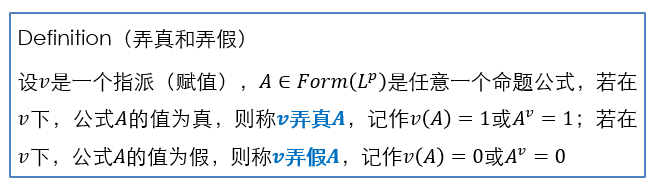 Definition（弄真和弄假）
设v是一个指派（赋值），A ∈ Form(Lᵖ)是任意一个命题公式，若在
v下，公式A的值为真，则称v弄真A，记作v(A) = 1或Aᵛ = 1；若在
v下，公式A的值为假，则称v弄假A，记作v(A) = 0或Aᵛ = 0